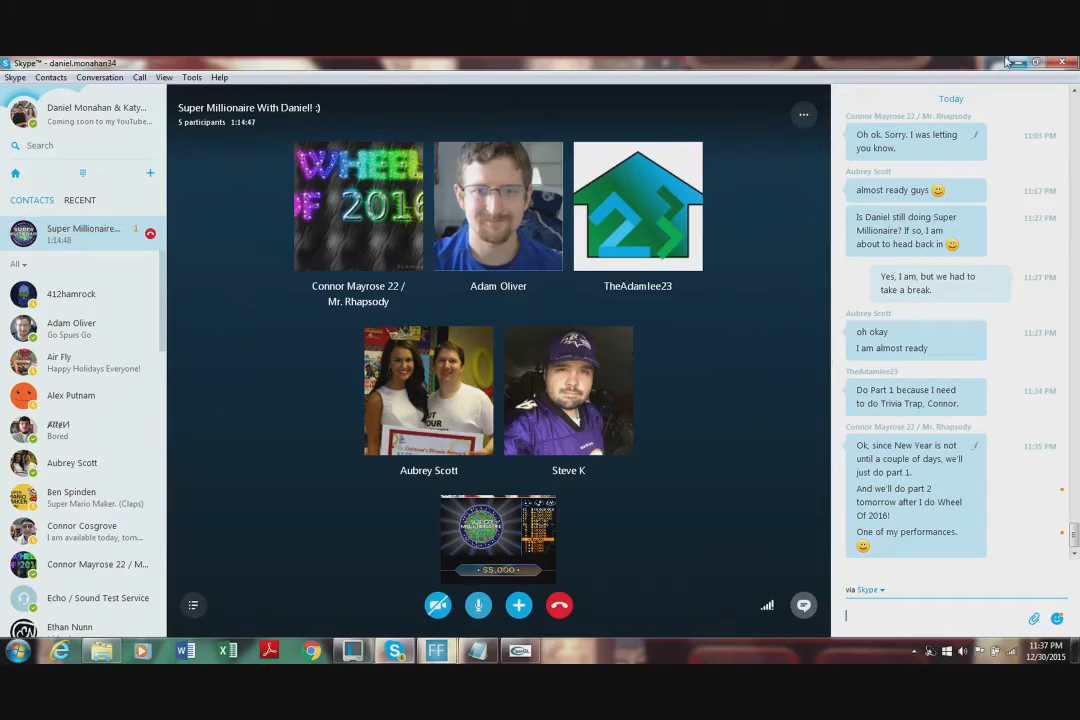 Skype™ - daniel.monahan34
Skype Contacts Conversation Call View Tools Help
Daniel Monahan & Katy...
Coming soon to my YouTube...
Search
CONTACTS RECENT
Super Millionaire... 1
1:14:48
All
412hamrock
Adam Oliver
Go Spurs Go
Air Fly
Happy Holidays Everyone!
Alex Putnam
Bored
Aubrey Scott
Ben Spinden
Super Mario Maker. (Claps)
Connor Cosgrove
I am available today, tom...
Connor Mayrose 22 / M...
Echo / Sound Test Service
Ethan Nunn
Super Millionaire With Daniel! :)
5 participants 1:14:47
WHEEL
OF 2016
23
Connor Mayrose 22 /
Mr. Rhapsody
Adam Oliver
TheAdamlee23
Aubrey Scott
Steve K
$5,000
Today
Connor Mayrose 22 / Mr. Rhapsody
Oh ok. Sorry. I was letting
you know.
11:03 PM
Aubrey Scott
almost ready guys
11:17 PM
Is Daniel still doing Super
Millionaire? If so, I am
about to head back in
11:27 PM
Yes, I am, but we had to
take a break.
11:27 PM
Aubrey Scott
oh okay
11:27 PM
I am almost ready
TheAdamlee23
Do Part 1 because I need
to do Trivia Trap, Connor.
11:34 PM
Connor Mayrose 22 / Mr. Rhapsody
Ok, since New Year is not
until a couple of days, we'll
just do part 1.
11:35 PM
And we'll do part 2
tomorrow after I do Wheel
Of 2016!
One of my performances.
via Skype
FF
11:37 PM
12/30/2015